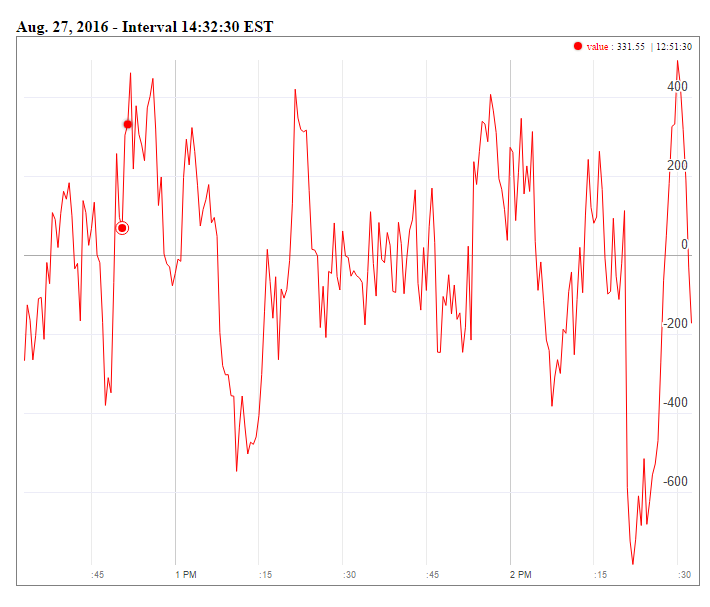 Aug. 27, 2016 - Interval 14:32:30 EST
value : 331.55 | 12:51:30
400
200
0
-200
-400
-600
:45 1 PM :15 :30 :45 2 PM :15 :30